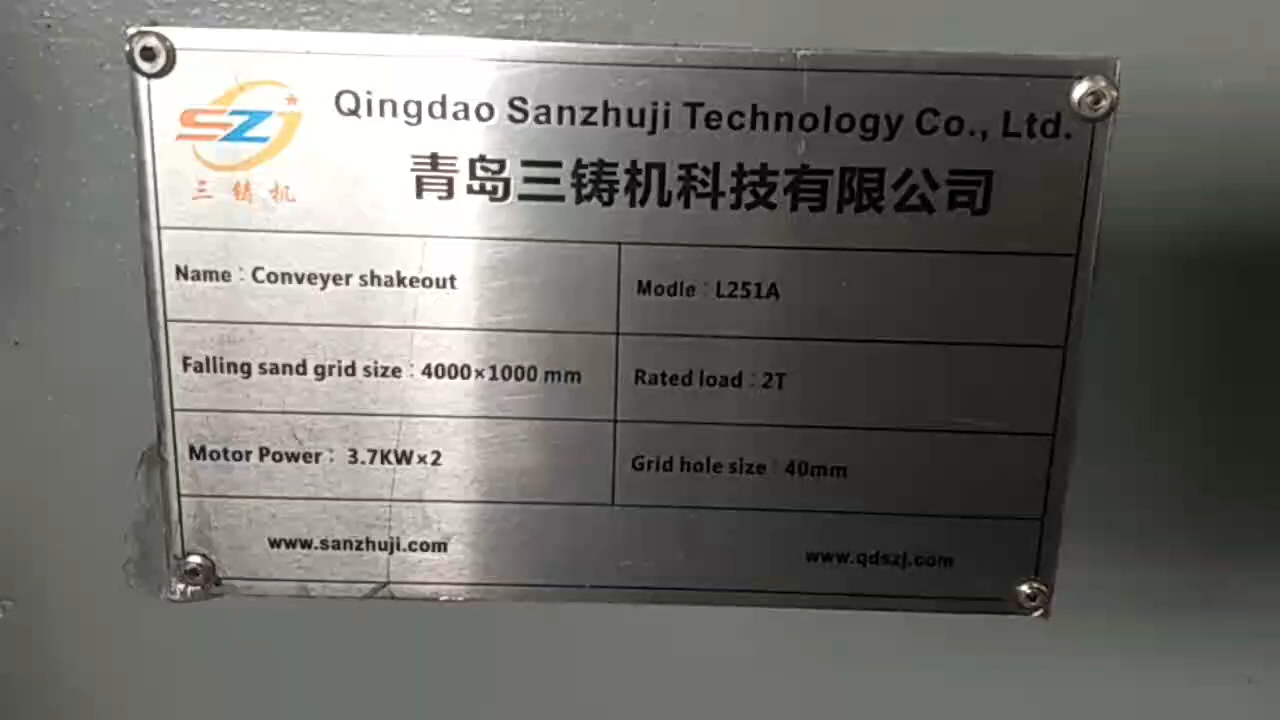 SZJ
三铸机
Qingdao Sanzhuji Technology Co., Ltd.
青岛三铸机科技有限公司
Name：Conveyer shakeout
Modle：L251A
Falling sand grid size：4000×1000 mm
Rated load：2T
Motor Power： 3.7KW×2
Grid hole size：40mm
www.sanzhuji.com
www.qdszj.com